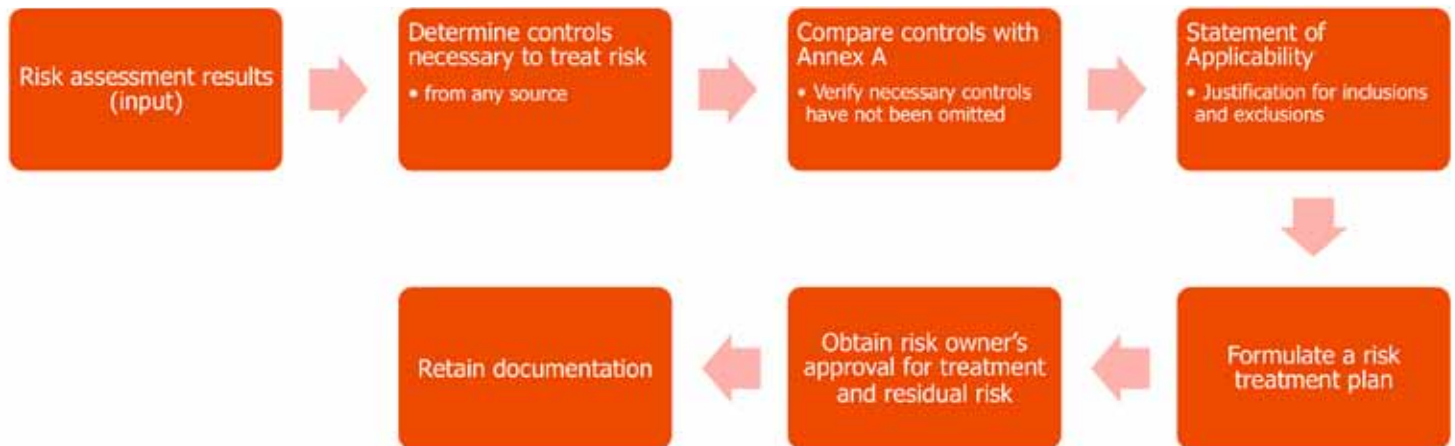 Risk assessment results
(input)
Determine controls
necessary to treat risk
• from any source
Compare controls with
Annex A
• Verify necessary controls
have not been omitted
Statement of
Applicability
• Justification for inclusions
and exclusions
Formulate a risk
treatment plan
Obtain risk owner's
approval for treatment
and residual risk
Retain documentation